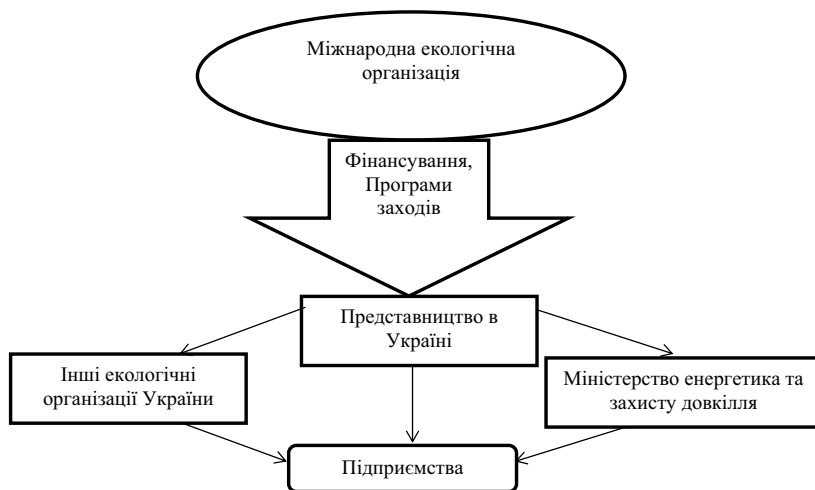 Міжнародна екологічна
організація
Фінансування,
Програми
заходів
Представництво в
Україні
Інші екологічні
організації України
Міністерство енергетика та
захисту довкілля
Підприємства